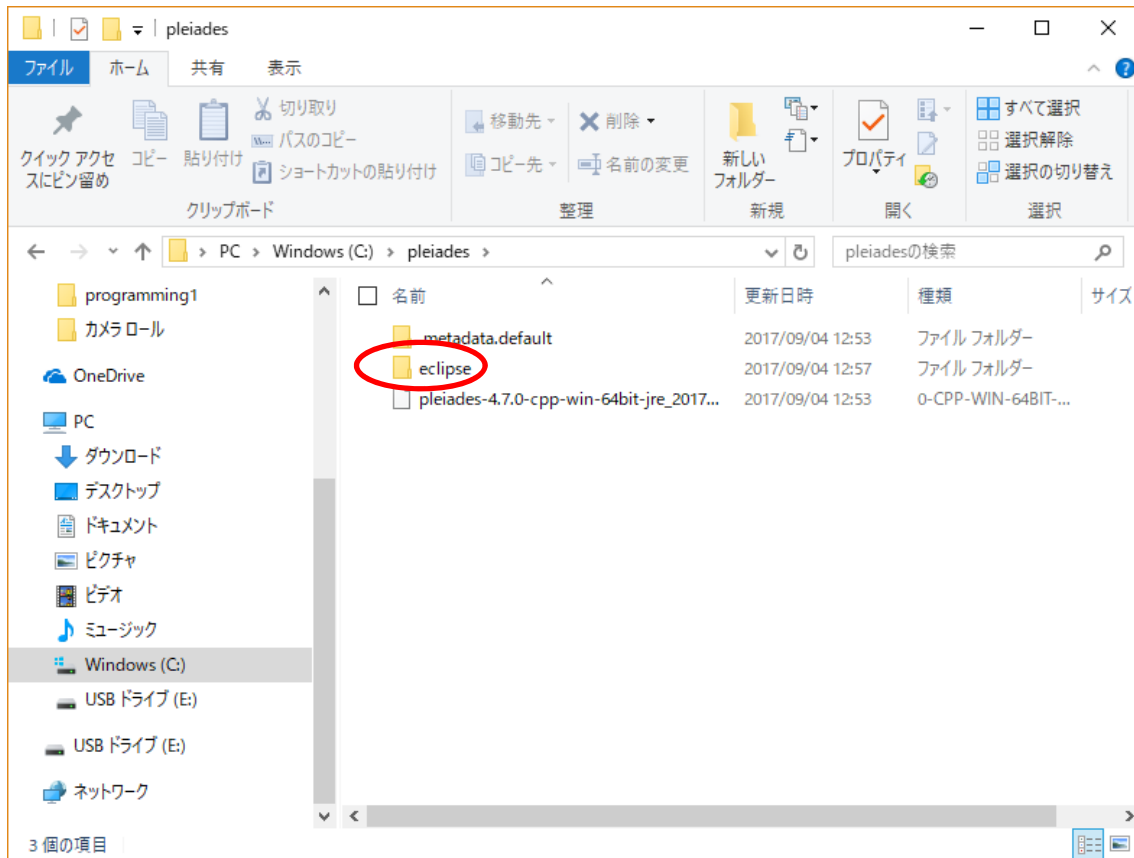 pleiades
ファイル ホーム 共有 表示
クイック アクセスにピン留め
コピー
貼り付け
切り取り
パスのコピー
ショートカットの貼り付け
クリップボード
移動先
コピー先
削除
名前の変更
整理
新しい
フォルダー
新規
プロパティ
開く
すべて選択
選択解除
選択の切り替え
選択
PC > Windows (C:) > pleiades >
pleiadesの検索
programming1
カメラ ロール
OneDrive
PC
ダウンロード
デスクトップ
ドキュメント
ピクチャ
ビデオ
ミュージック
Windows (C:)
USB ドライブ (E:)
USB ドライブ (E:)
ネットワーク
名前 更新日時 種類 サイズ
.metadata.default 2017/09/04 12:53 ファイル フォルダー
eclipse 2017/09/04 12:57 ファイル フォルダー
pleiades-4.7.0-cpp-win-64bit-jre_2017... 2017/09/04 12:53 0-CPP-WIN-64BIT-...
3 個の項目